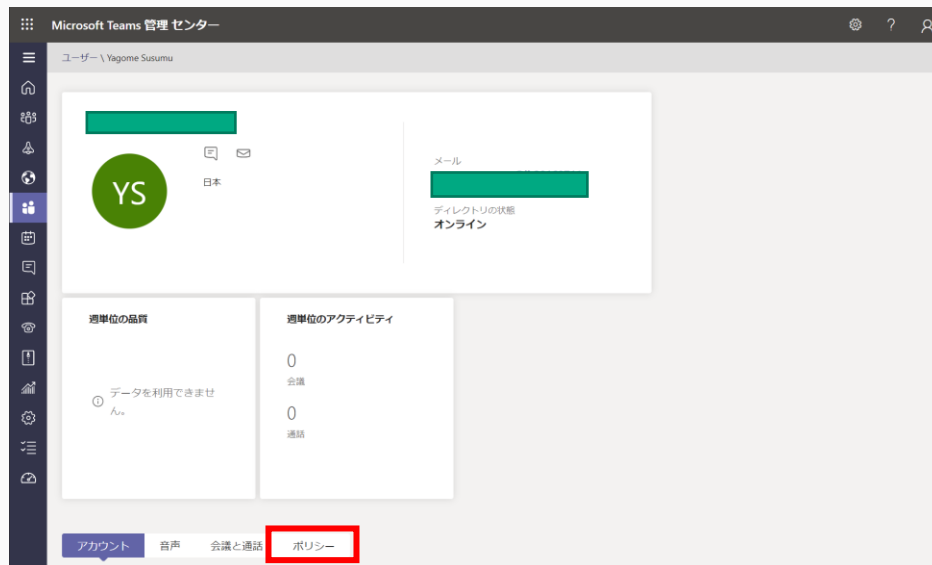 Microsoft Teams 管理 センター
ユーザー \ Yagome Susumu
YS
日本
メール
ディレクトリの状態
オンライン
週単位の品質
データを利用できませ
ん。
週単位のアクティビティ
0
会議
0
通話
アカウント 音声 会議と通話 ポリシー